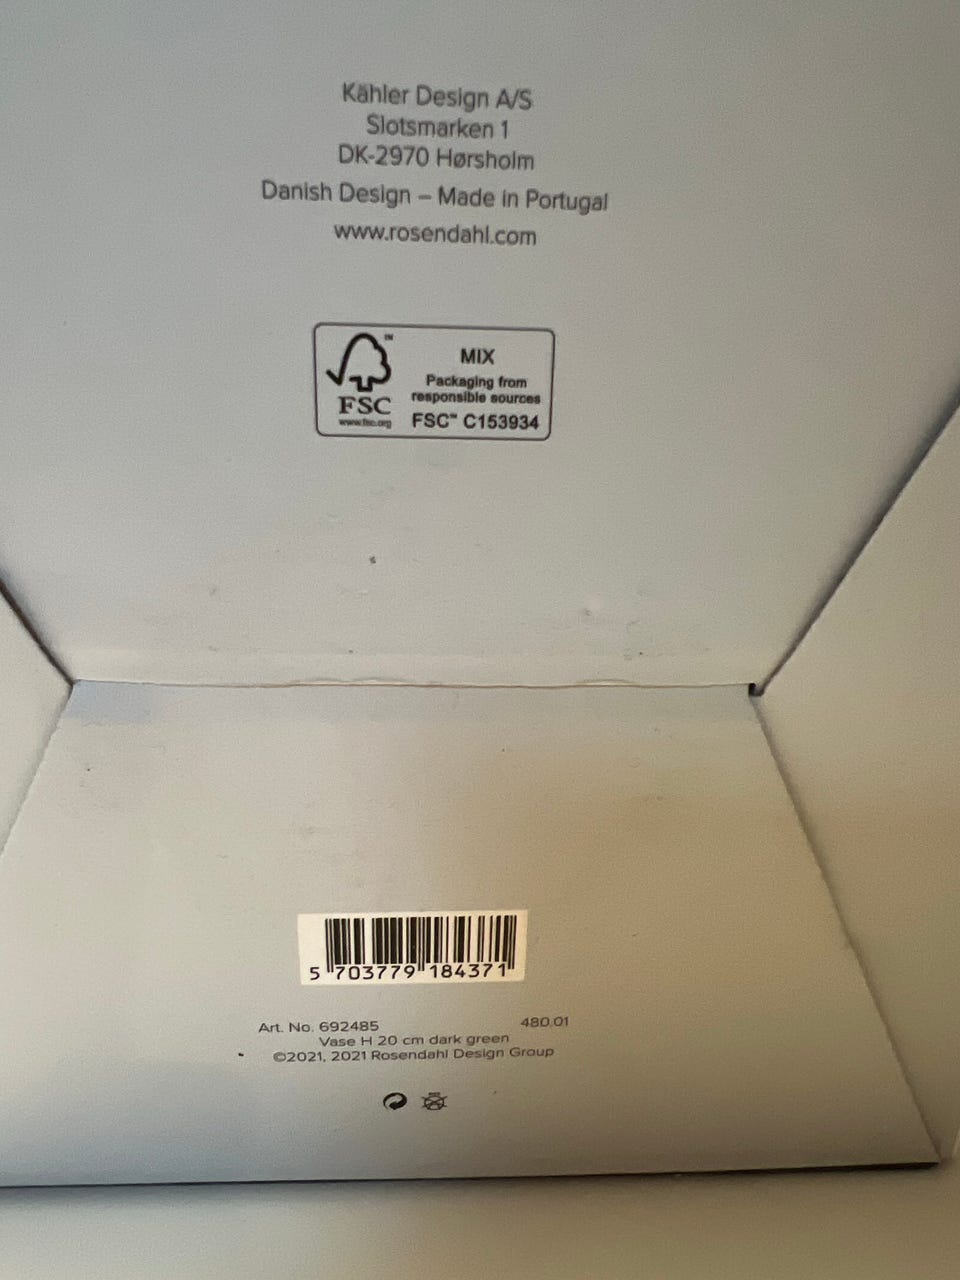 Kähler Design A/S
Slotsmarken 1
DK-2970 Hørsholm
Danish Design – Made in Portugal
www.rosendahl.com
FSC™
www.fsc.org
MIX
Packaging from
responsible sources
FSC™ C153934
5 703779 184371
Art. No. 692485 480.01
Vase H 20 cm dark green
©2021, 2021 Rosendahl Design Group